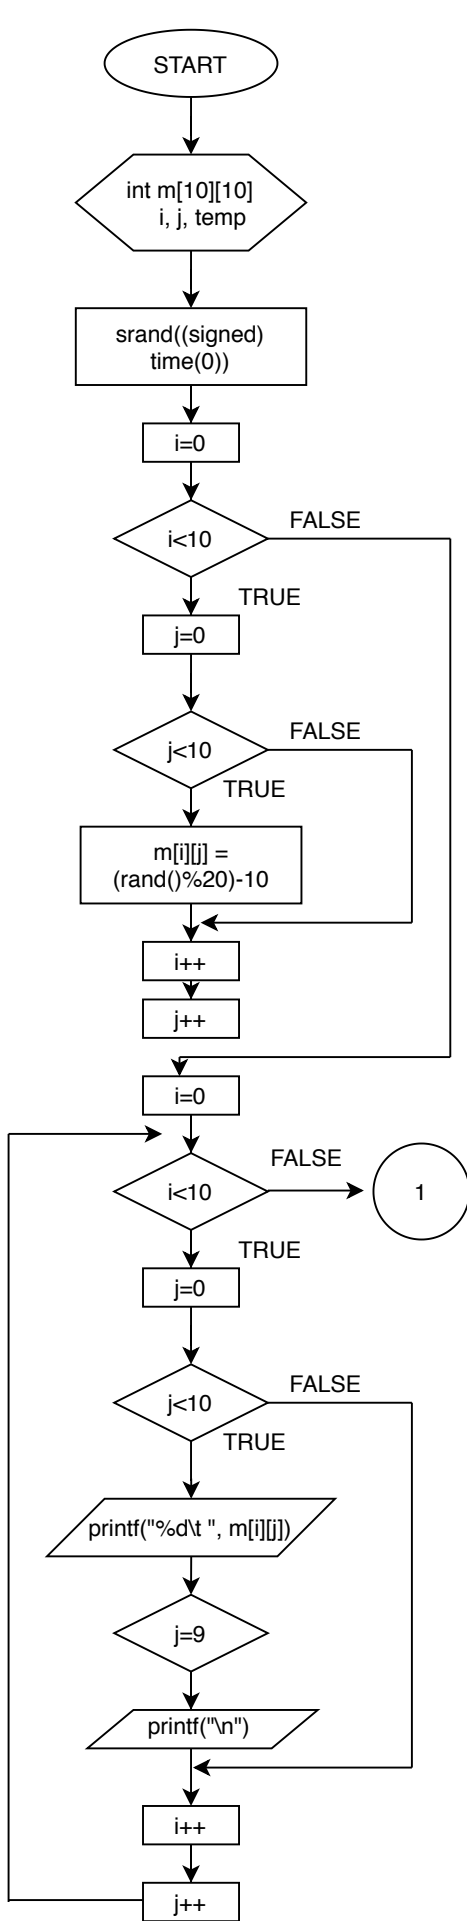 START
int m[10][10]
i, j, temp
srand((signed)
time(0))
i=0
i<10
FALSE
TRUE
j=0
j<10
FALSE
TRUE
m[i][j] =
(rand()%20)-10
i++
j++
i=0
i<10
FALSE
1
TRUE
j=0
j<10
FALSE
TRUE
printf("%d\t ", m[i][j])
j=9
printf("\n")
i++
j++